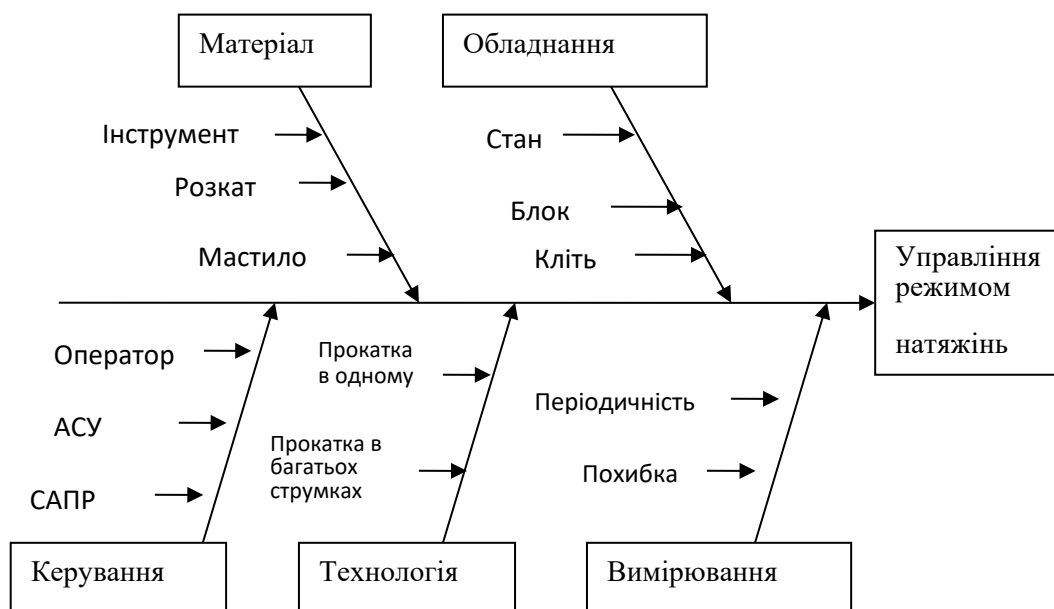 Матеріал
Обладнання
Інструмент
Стан
Розкат
Блок
Мастило
Кліть
Управління
режимом
натяжінь
Оператор
Прокатка
в одному
Періодичність
АСУ
Прокатка в
багатьох
струмках
Похибка
САПР
Керування
Технологія
Вимірювання